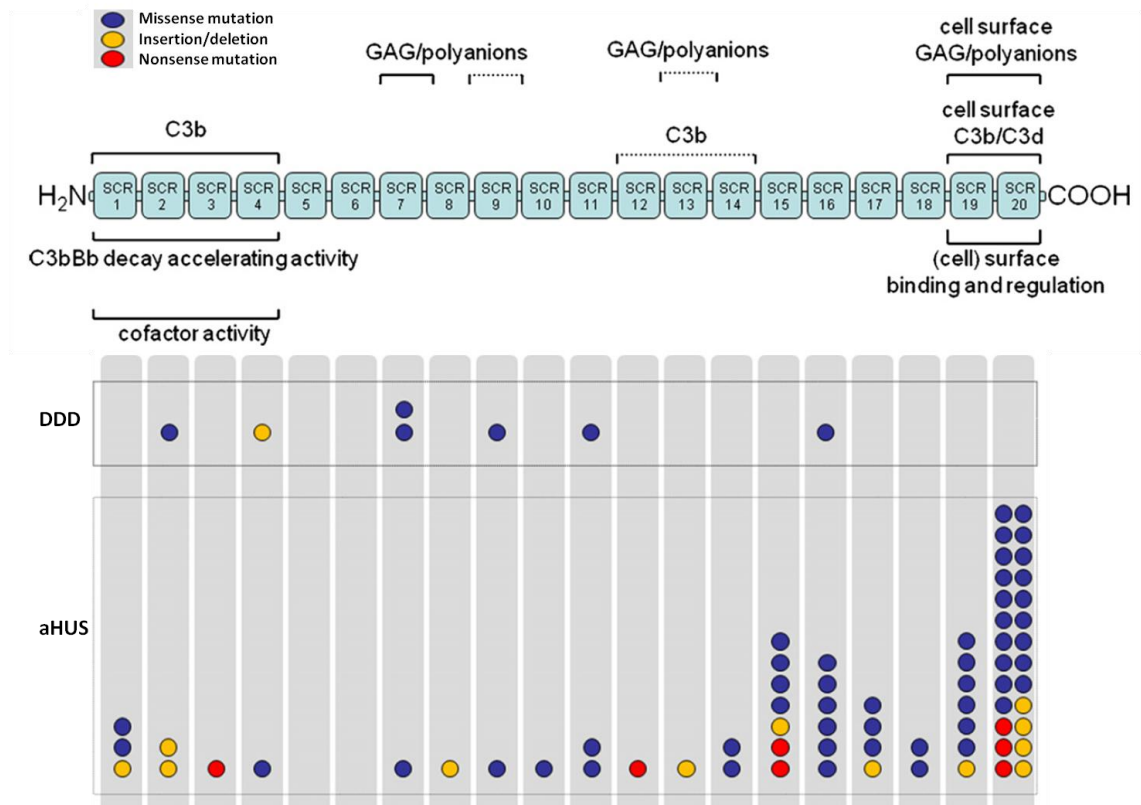 Missense mutation
Insertion/deletion
Nonsense mutation
GAG/polyanions
GAG/polyanions
cell surface
GAG/polyanions
C3b
C3b
cell surface
C3b/C3d
H₂N
SCR 1
SCR 2
SCR 3
SCR 4
SCR 5
SCR 6
SCR 7
SCR 8
SCR 9
SCR 10
SCR 11
SCR 12
SCR 13
SCR 14
SCR 15
SCR 16
SCR 17
SCR 18
SCR 19
SCR 20
COOH
C3bBb decay accelerating activity
(cell) surface
binding and regulation
cofactor activity
DDD
aHUS